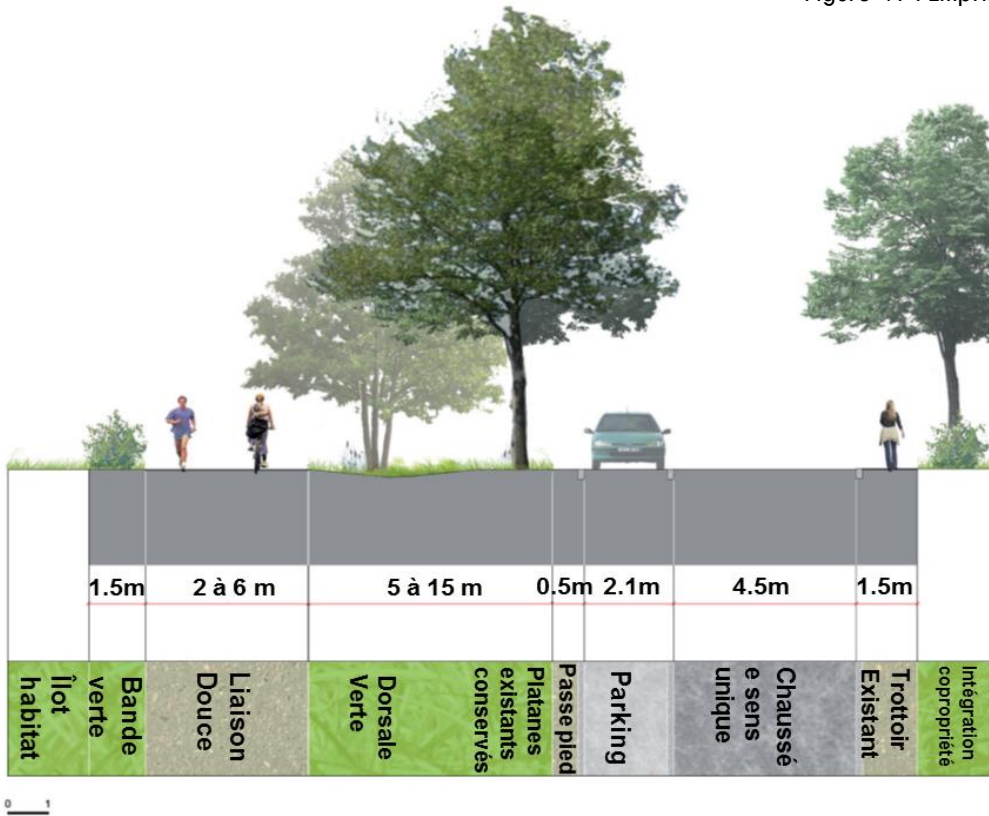 Figure
1.5m
2 à 6 m
5 à 15 m
0.5m
2.1m
4.5m
1.5m
Îlot
habitat
Bande
verte
Liaison
Douce
Dorsale
Verte
Platanes
existants
conservés
Passe pied
Parking
Chaussé
e sens
unique
Trottoir
Existant
Intégration
copropriété
0 1